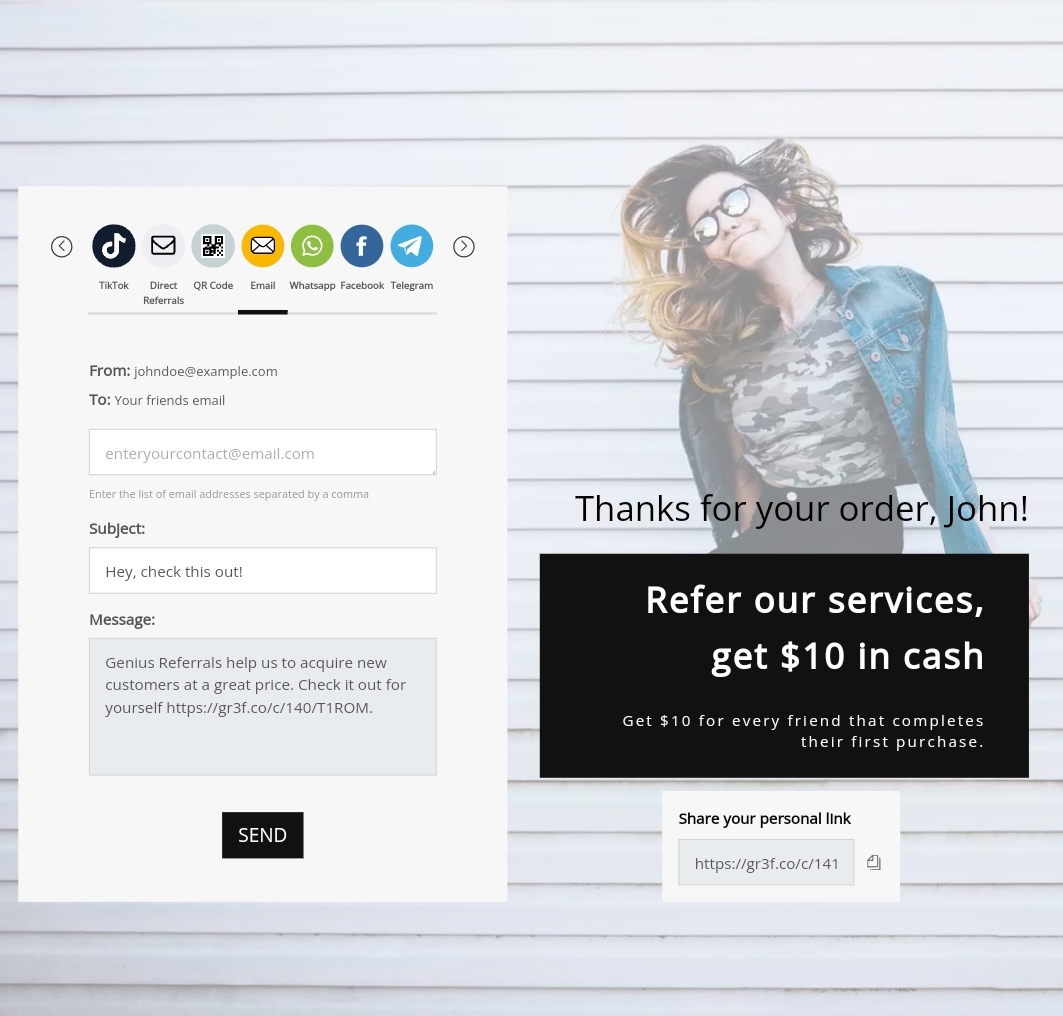 TikTok
Direct
Referrals
QR Code
Email
Whatsapp
Facebook
Telegram
From: johndoe@example.com
To: Your friends email
enteryourcontact@email.com
Enter the list of email addresses separated by a comma
Subject:
Hey, check this out!
Message:
Genius Referrals help us to acquire new
customers at a great price. Check it out for
yourself https://gr3f.co/c/140/T1ROM.
SEND
Thanks for your order, John!
Refer our services,
get $10 in cash
Get $10 for every friend that completes
their first purchase.
Share your personal link
https://gr3f.co/c/141